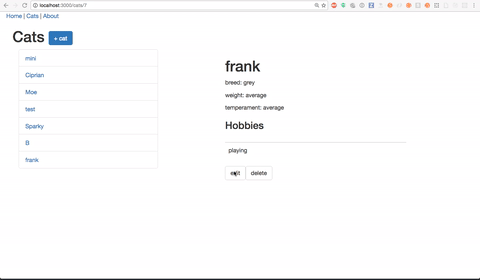 localhost:3000/cats/7
Home | Cats | About
Cats
+ cat
mini
Ciprian
Moe
test
Sparky
B
frank
frank
breed: grey
weight: average
temperament: average
Hobbies
playing
edit
delete